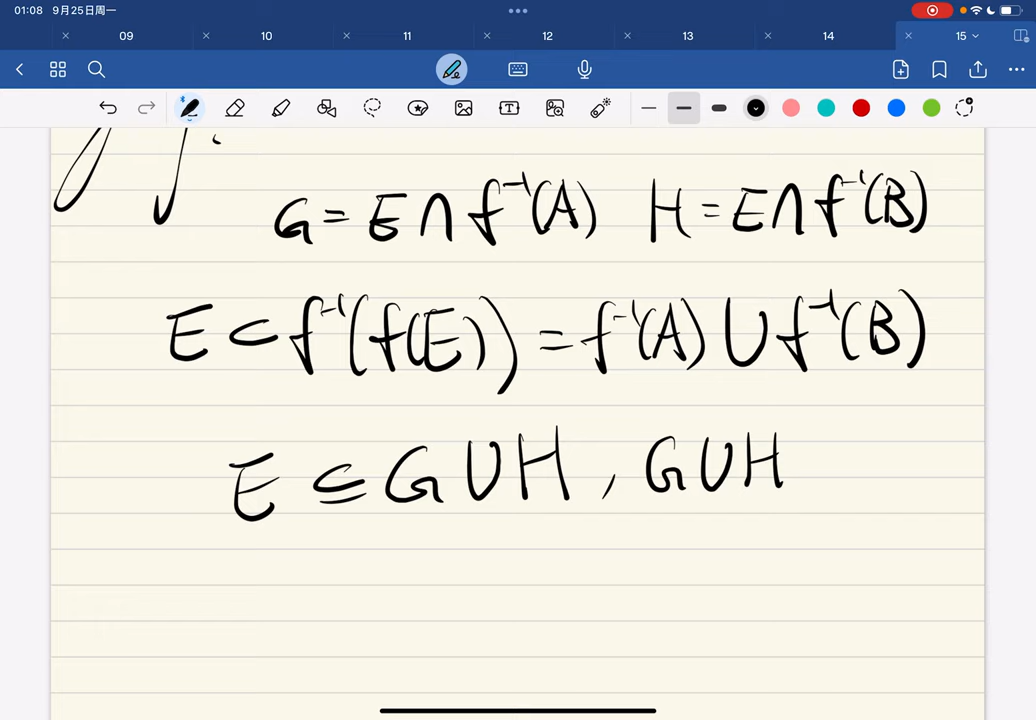 01:08 9月25日周一
09 10 11 12 13 14 15
G = E ∩ f⁻¹(A) H = E ∩ f⁻¹(B)
E ⊂ f⁻¹(f(E)) = f⁻¹(A) ∪ f⁻¹(B)
E ⊆ G ∪ H , G ∪ H